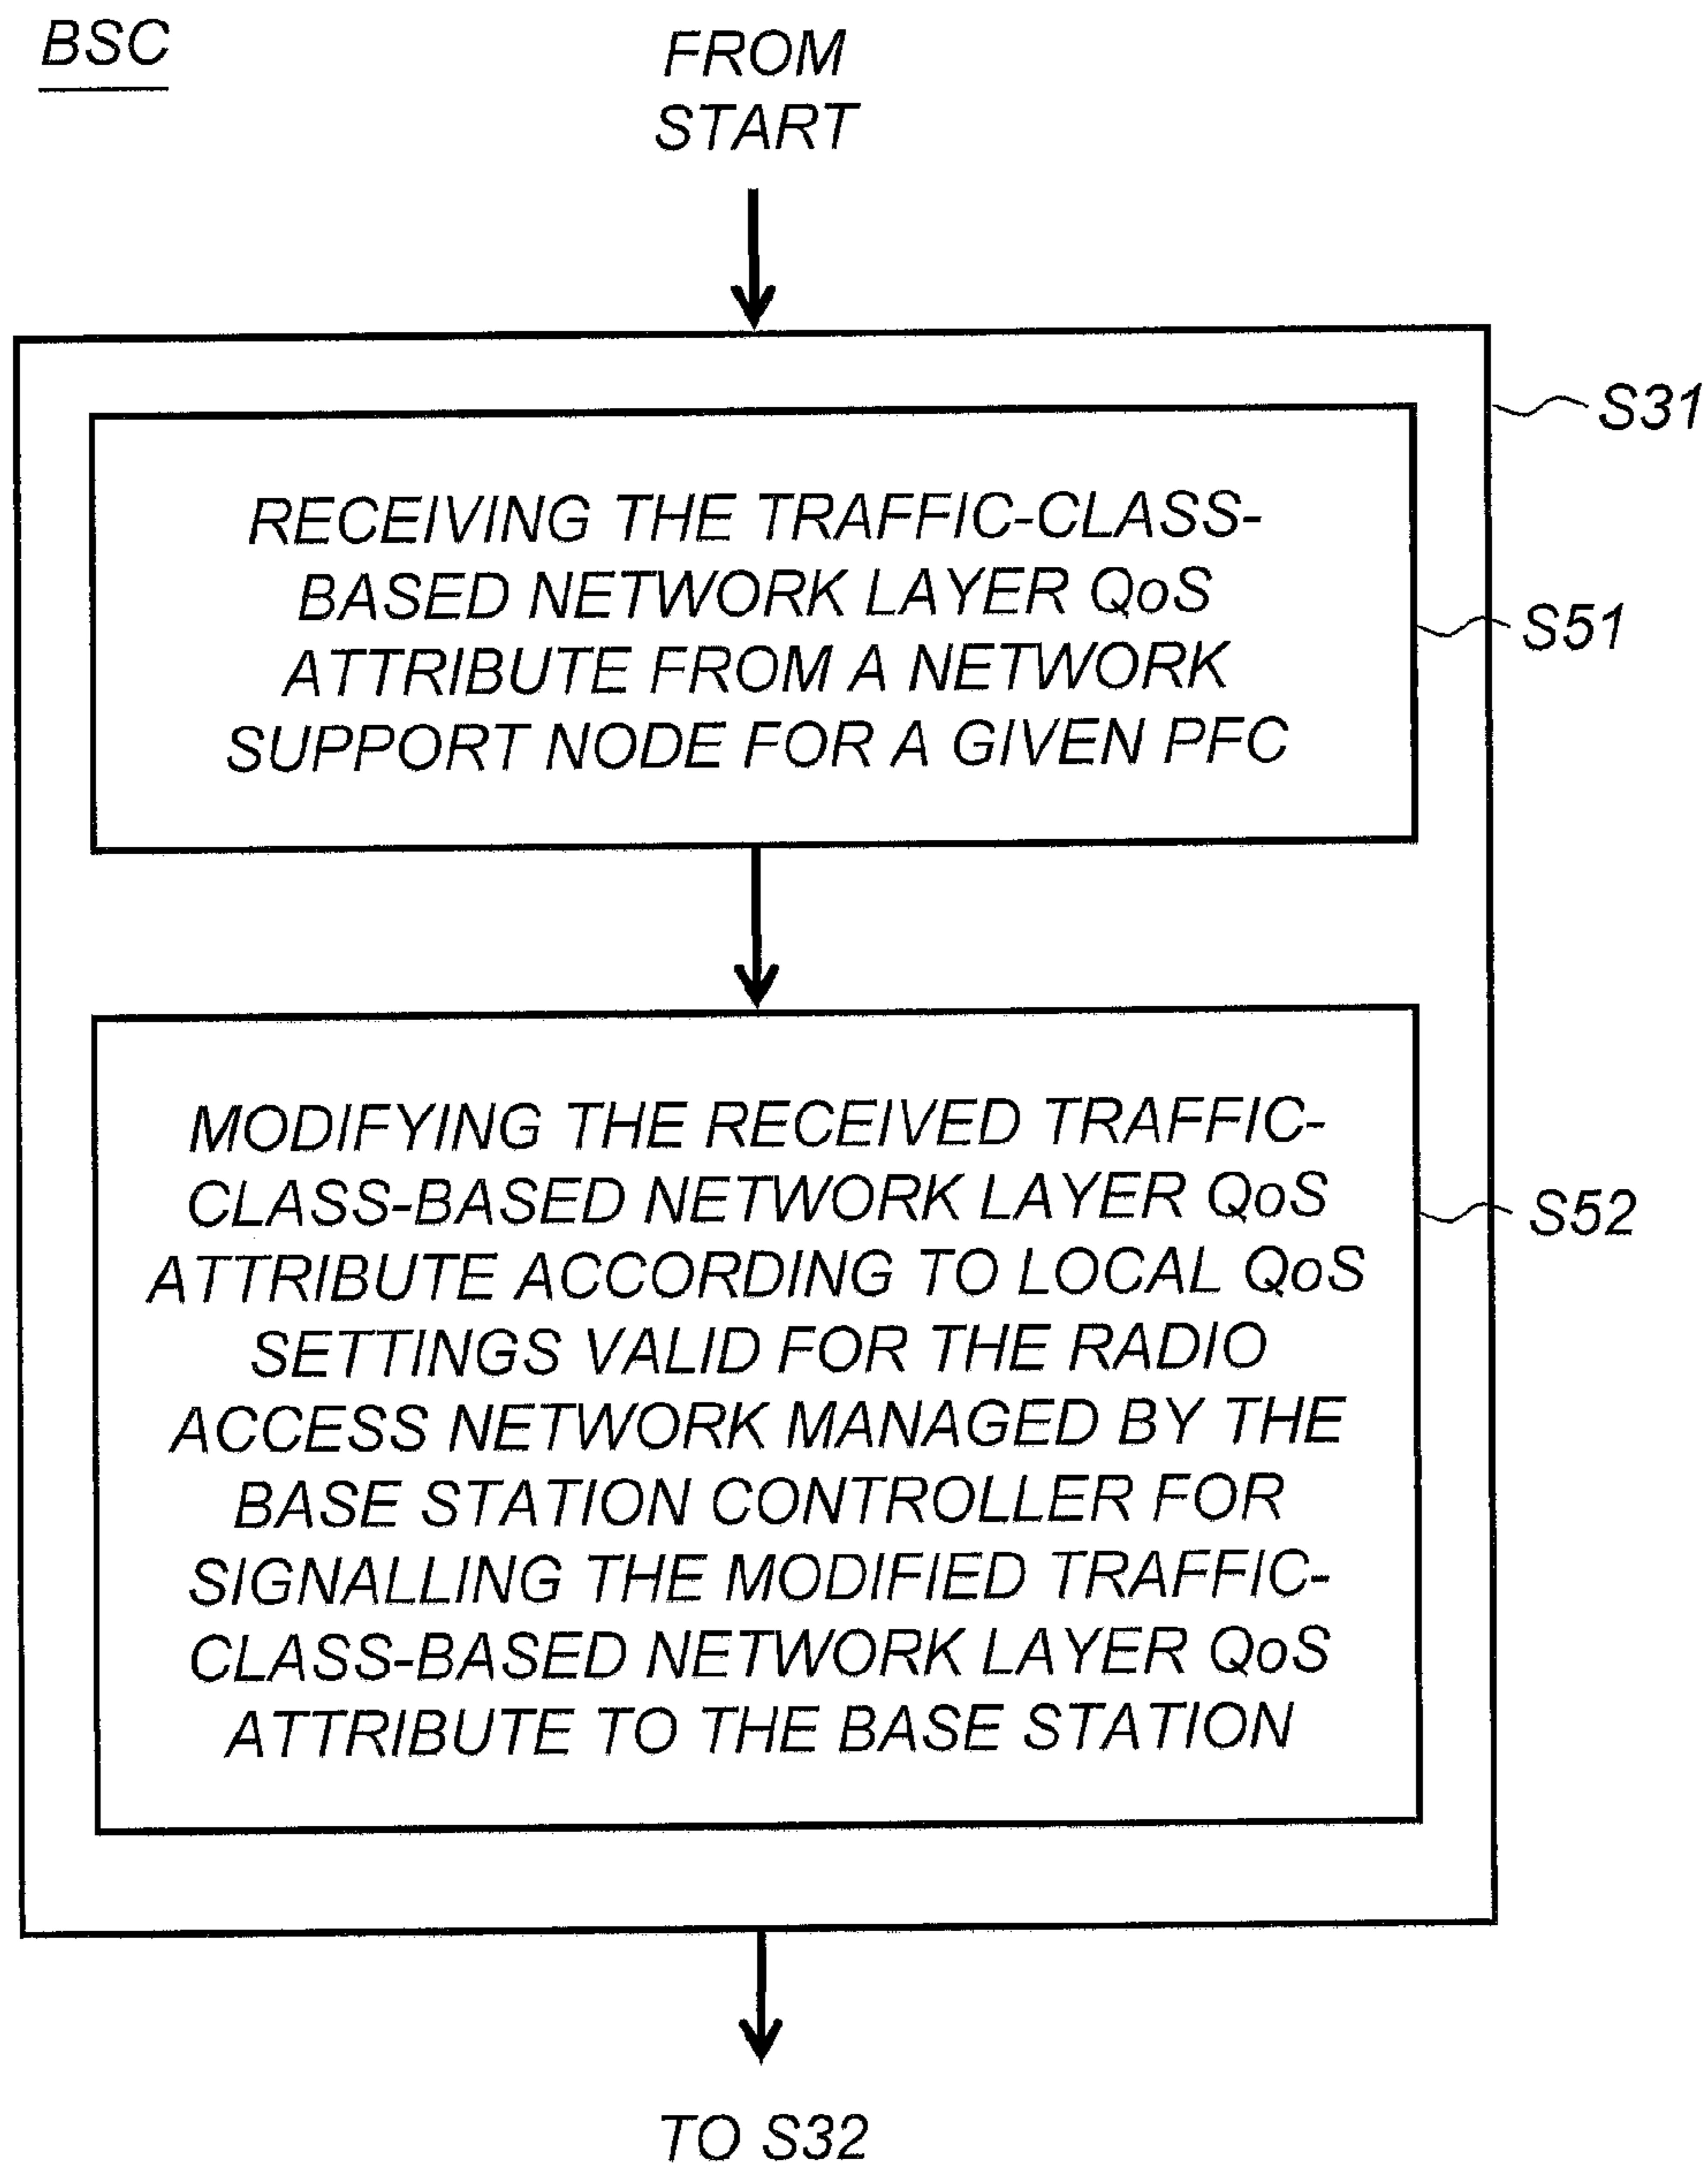 BSC
FROM
START
S31
RECEIVING THE TRAFFIC-CLASS-
BASED NETWORK LAYER QoS
ATTRIBUTE FROM A NETWORK
SUPPORT NODE FOR A GIVEN PFC
S51
MODIFYING THE RECEIVED TRAFFIC-
CLASS-BASED NETWORK LAYER QoS
ATTRIBUTE ACCORDING TO LOCAL QoS
SETTINGS VALID FOR THE RADIO
ACCESS NETWORK MANAGED BY THE
BASE STATION CONTROLLER FOR
SIGNALLING THE MODIFIED TRAFFIC-
CLASS-BASED NETWORK LAYER QoS
ATTRIBUTE TO THE BASE STATION
S52
TO S32